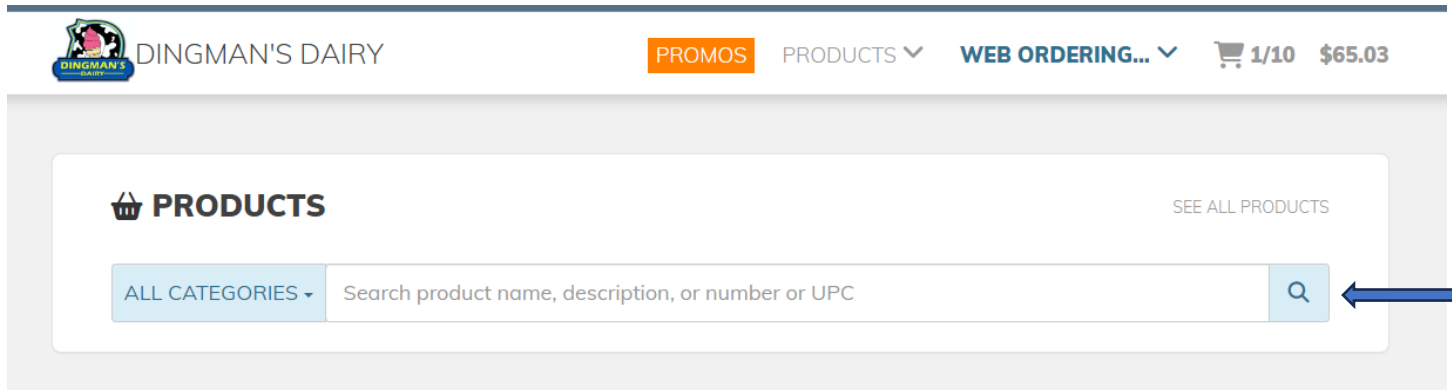 DINGMAN'S DAIRY
DINGMAN'S DAIRY PROMOS PRODUCTS WEB ORDERING... 1/10 $65.03
PRODUCTS SEE ALL PRODUCTS
ALL CATEGORIES Search product name, description, or number or UPC